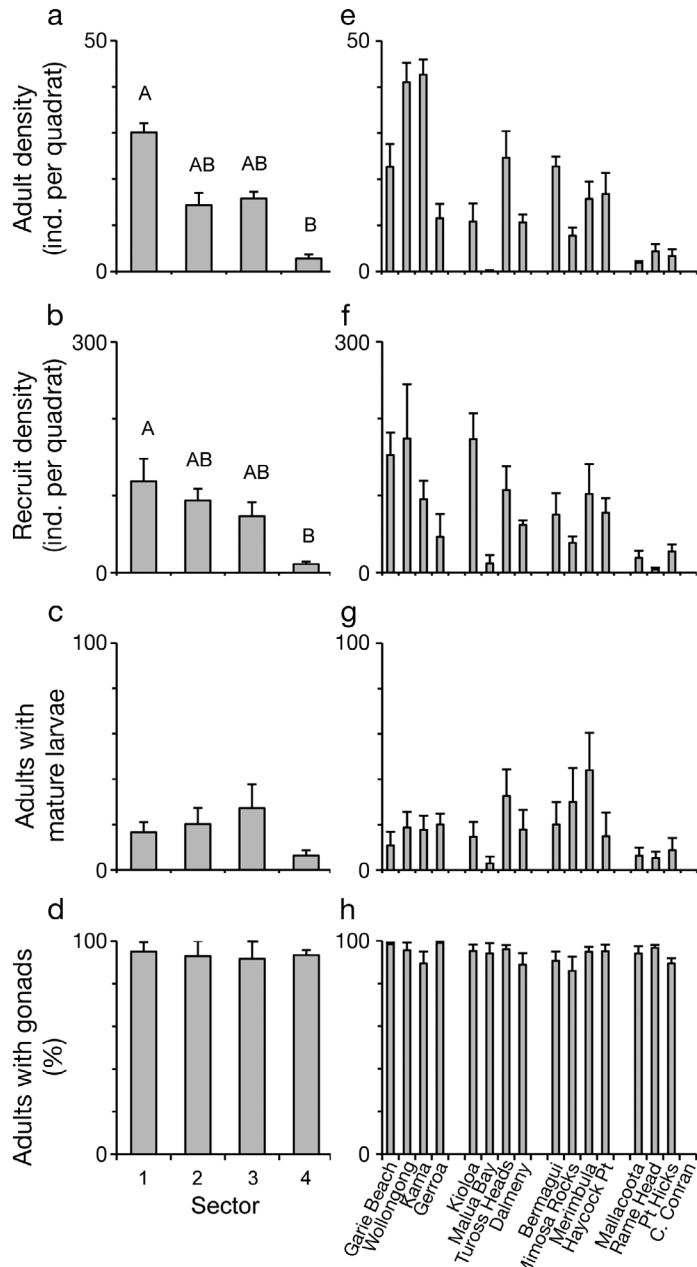 a
e
50
50
A
AB
AB
B
0
0
Adult density
(ind. per quadrat)
b
f
300
300
A
AB
AB
B
0
0
Recruit density
(ind. per quadrat)
c
g
100
100
0
0
Adults with
mature larvae
d
h
100
100
0
0
Adults with gonads
(%)
1 2 3 4
Sector
Garie Beach
Wollongong
Kama
Gerroa
Kioloa
Malua Bay
Tuross Heads
Dalmeny
Bermagui
Mimosa Rocks
Merimbula
Haycock Pt
Mallacoota
Rame Head
Pt Hicks
C. Conran